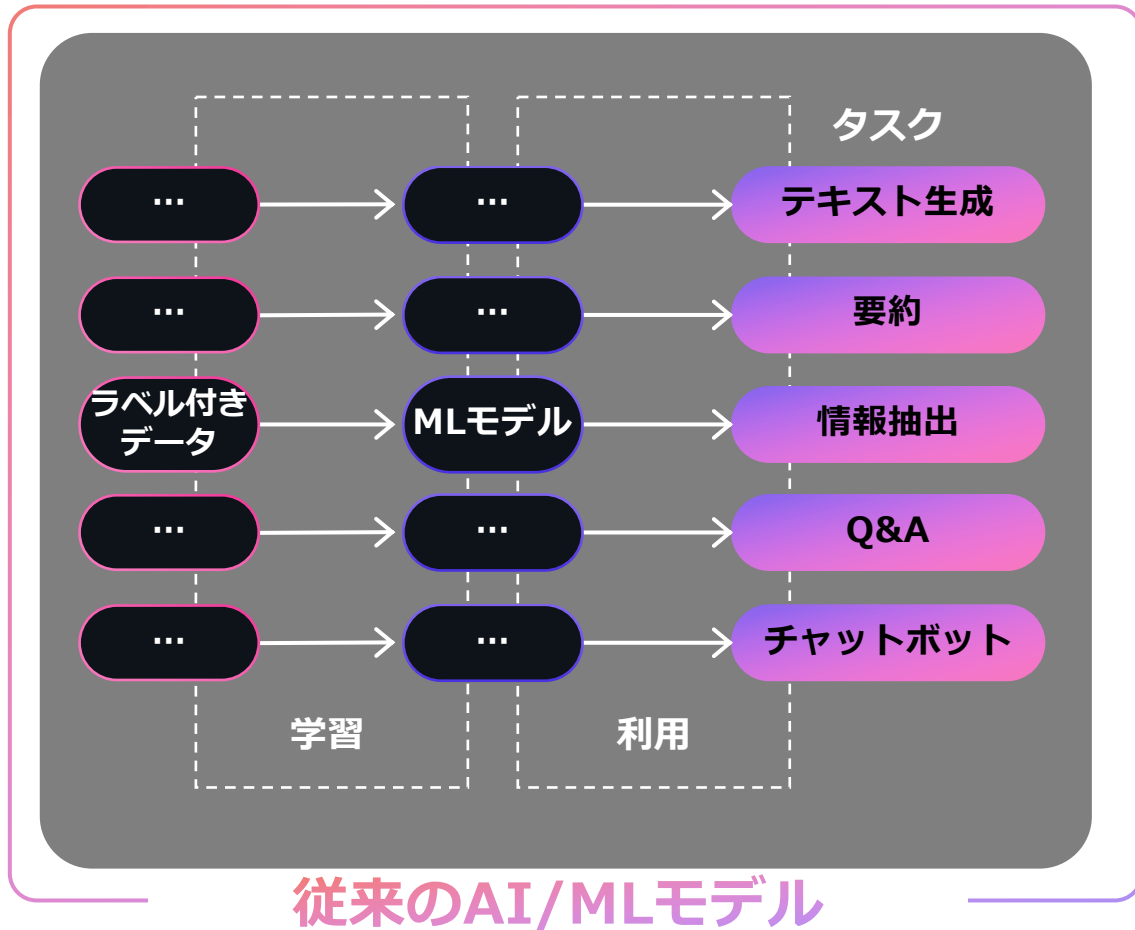 タスク
… … テキスト生成
… … 要約
ラベル付き
データ
MLモデル
情報抽出
… … Q&A
… … チャットボット
学習
利用
従来のAI/MLモデル